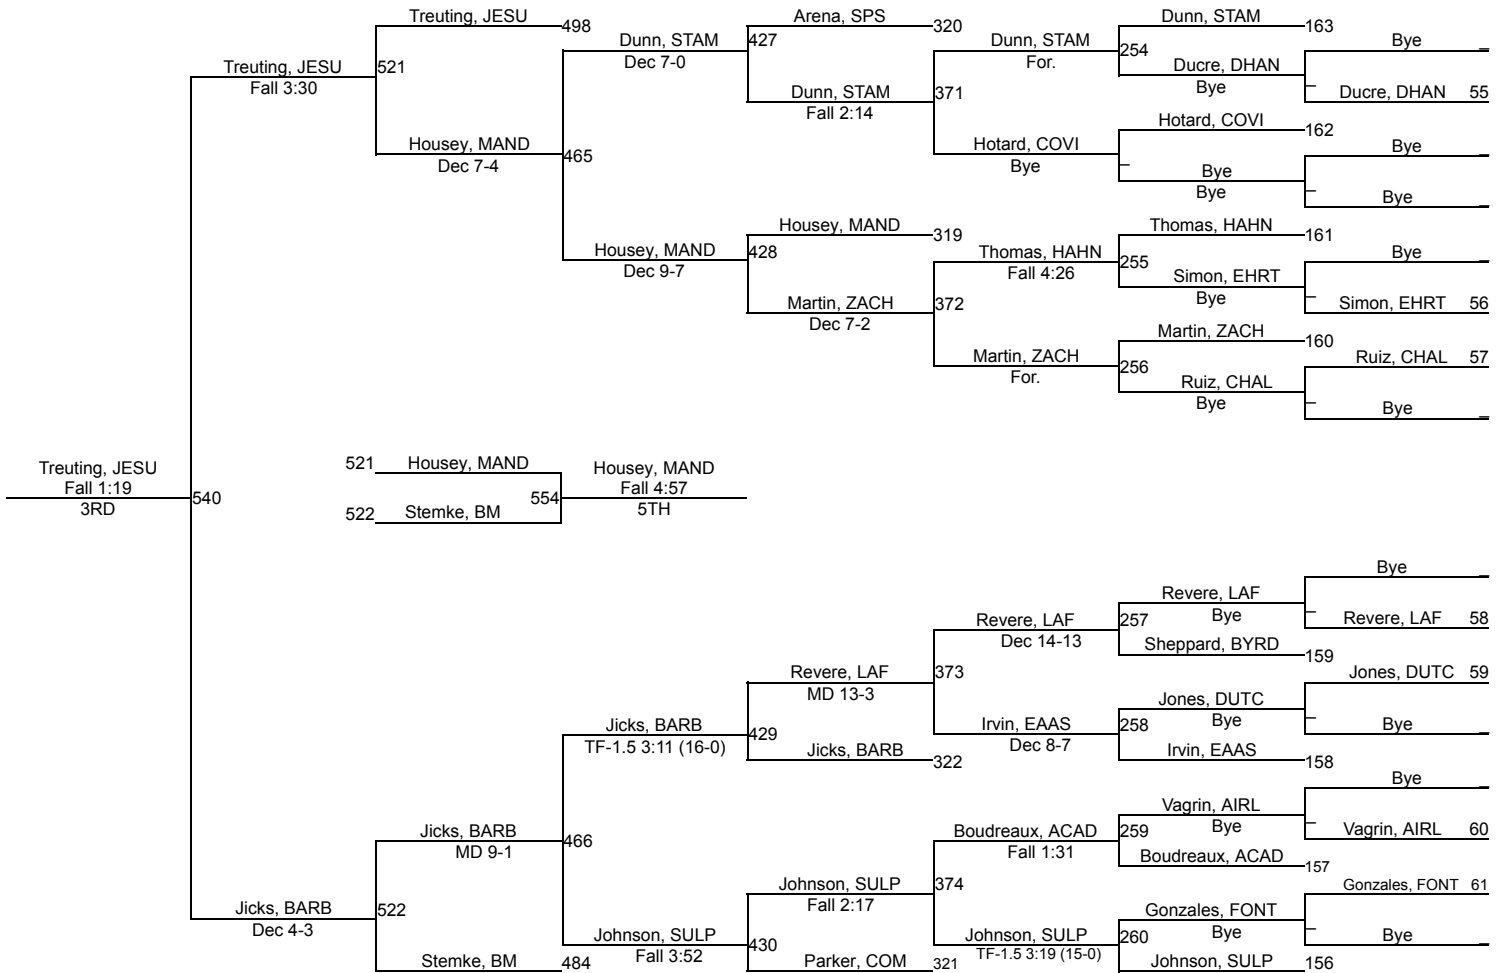 Treuting, JESU
498
Arena, SPS
320
Dunn, STAM
163
Dunn, STAM
427
Dunn, STAM
254
Bye _
Dec 7-0
For.
Treuting, JESU
521
Ducre, DHAN
_
Fall 3:30
Bye
Dunn, STAM
371
Ducre, DHAN 55
Fall 2:14
Hotard, COVI
162
Housey, MAND
465
Hotard, COVI
_
Bye _
Dec 7-4
Bye
Bye
_
Bye
Bye _
Housey, MAND
319
Thomas, HAHN
161
Housey, MAND
428
Thomas, HAHN
255
Bye _
Dec 9-7
Fall 4:26
Simon, EHRT
_
Bye
Martin, ZACH
372
Simon, EHRT 56
Dec 7-2
Martin, ZACH
160
Martin, ZACH
256
Ruiz, CHAL 57
For.
Ruiz, CHAL
_
Bye
Bye _
521 Housey, MAND
Housey, MAND
Treuting, JESU
Fall 4:57
Fall 1:19
540
554
5TH
3RD
522 Stemke, BM
Bye _
Revere, LAF
_
Bye
Revere, LAF
257
Revere, LAF 58
Dec 14-13
Sheppard, BYRD
159
Revere, LAF
373
Jones, DUTC 59
MD 13-3
Jones, DUTC
_
Bye
Jicks, BARB
429
Irvin, EAAS
258
Bye _
TF-1.5 3:11 (16-0)
Dec 8-7
Jicks, BARB
322
Irvin, EAAS
158
Bye _
Vagrin, AIRL
_
Bye
Jicks, BARB
466
Boudreaux, ACAD
259
Vagrin, AIRL 60
MD 9-1
Fall 1:31
Boudreaux, ACAD
157
Johnson, SULP
374
Gonzales, FONT 61
Fall 2:17
Jicks, BARB
522
Gonzales, FONT
_
Dec 4-3
Bye
Johnson, SULP
430
Johnson, SULP
260
Bye _
Fall 3:52
TF-1.5 3:19 (15-0)
Stemke, BM
484
Parker, COM
321
Johnson, SULP
156